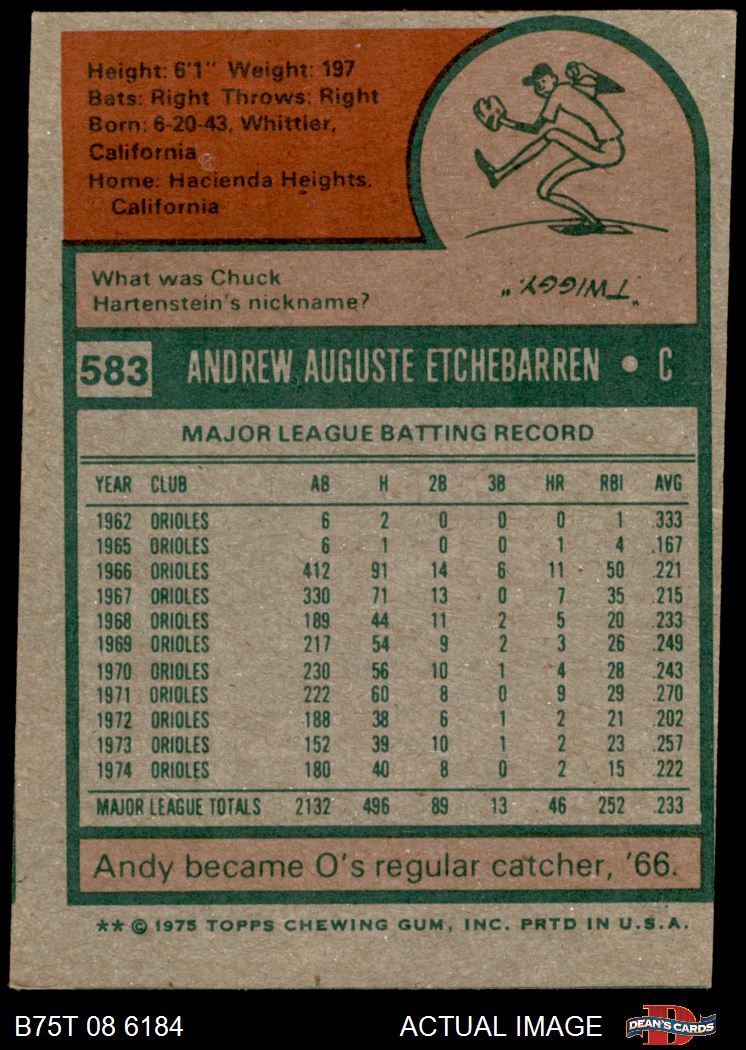 Height: 6'1" Weight: 197
Bats: Right Throws: Right
Born: 6-20-43, Whittier,
California
Home: Hacienda Heights,
California
What was Chuck
Hartenstein's nickname?
"TWIGGY."
583 ANDREW AUGUSTE ETCHEBARREN • C
MAJOR LEAGUE BATTING RECORD
YEAR CLUB AB H 2B 3B HR RBI AVG
1962 ORIOLES 6 2 0 0 0 1 .333
1965 ORIOLES 6 1 0 0 1 4 .167
1966 ORIOLES 412 91 14 6 11 50 .221
1967 ORIOLES 330 71 13 0 7 35 .215
1968 ORIOLES 189 44 11 2 5 20 .233
1969 ORIOLES 217 54 9 2 3 26 .249
1970 ORIOLES 230 56 10 1 4 28 .243
1971 ORIOLES 222 60 8 0 9 29 .270
1972 ORIOLES 188 38 6 1 2 21 .202
1973 ORIOLES 152 39 10 1 2 23 .257
1974 ORIOLES 180 40 8 0 2 15 .222
MAJOR LEAGUE TOTALS 2132 496 89 13 46 252 .233
Andy became O's regular catcher, '66.
** © 1975 TOPPS CHEWING GUM, INC. PRTD IN U.S.A.
B75T 08 6184 ACTUAL IMAGE
D
DEAN'S CARDS